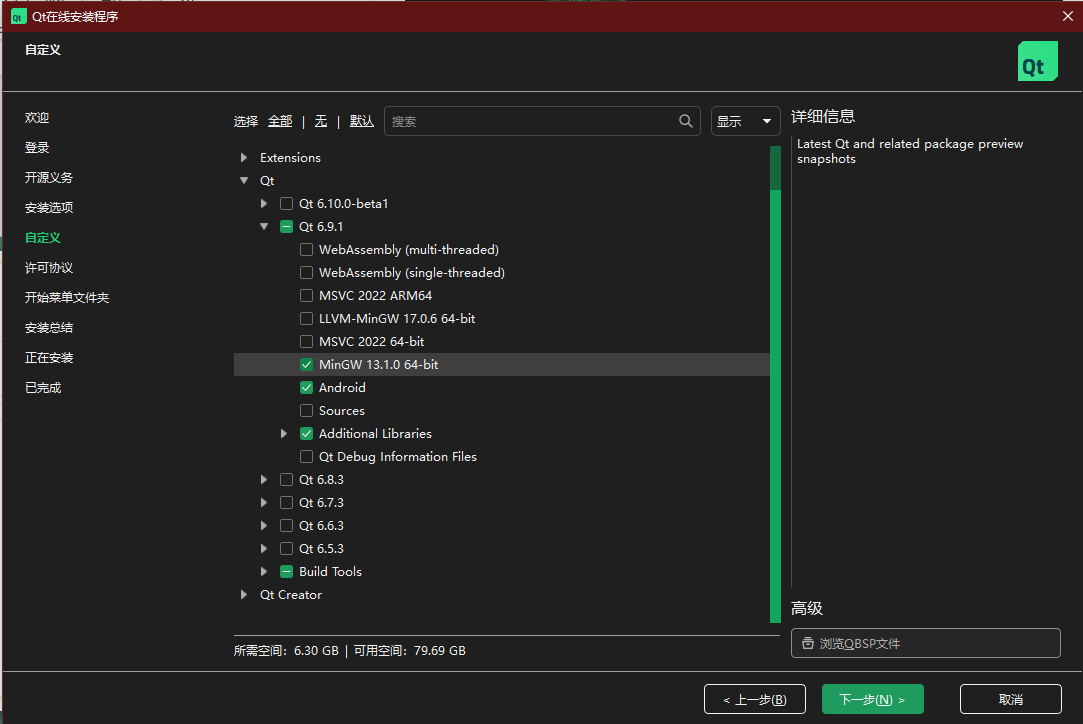 Qt在线安装程序
自定义
Qt
欢迎
登录
开源义务
安装选项
自定义
许可协议
开始菜单文件夹
安装总结
正在安装
已完成
选择 全部 | 无 | 默认 搜索 显示
Extensions
Qt
Qt 6.10.0-beta1
Qt 6.9.1
WebAssembly (multi-threaded)
WebAssembly (single-threaded)
MSVC 2022 ARM64
LLVM-MinGW 17.0.6 64-bit
MSVC 2022 64-bit
MinGW 13.1.0 64-bit
Android
Sources
Additional Libraries
Qt Debug Information Files
Qt 6.8.3
Qt 6.7.3
Qt 6.6.3
Qt 6.5.3
Build Tools
Qt Creator
所需空间：6.30 GB | 可用空间：79.69 GB
详细信息
Latest Qt and related package preview
snapshots
高级
浏览QBSP文件
< 上一步(B) 下一步(N) > 取消